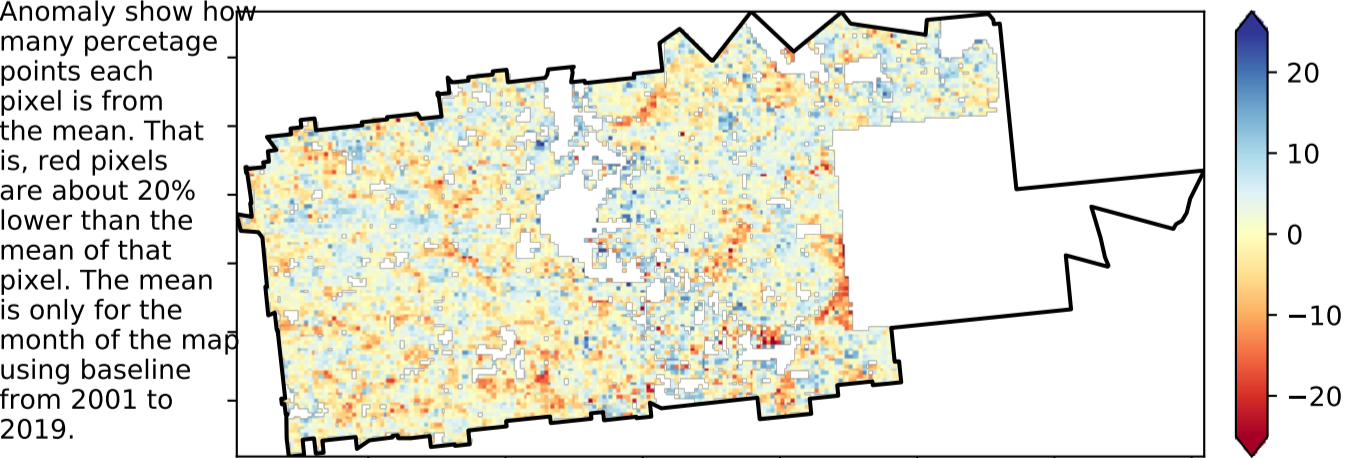 Anomaly show how
many percetage
points each
pixel is from
the mean. That
is, red pixels
are about 20%
lower than the
mean of that
pixel. The mean
is only for the
month of the map
using baseline
from 2001 to
2019.
20
10
0
−10
−20